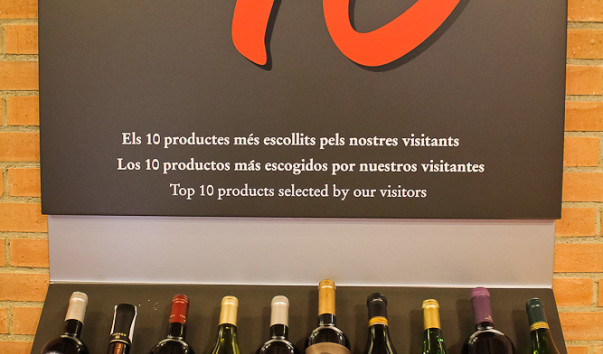 10
Els 10 productes més escollits pels nostres visitants
Los 10 productos más escogidos por nuestros visitantes
Top 10 products selected by our visitors